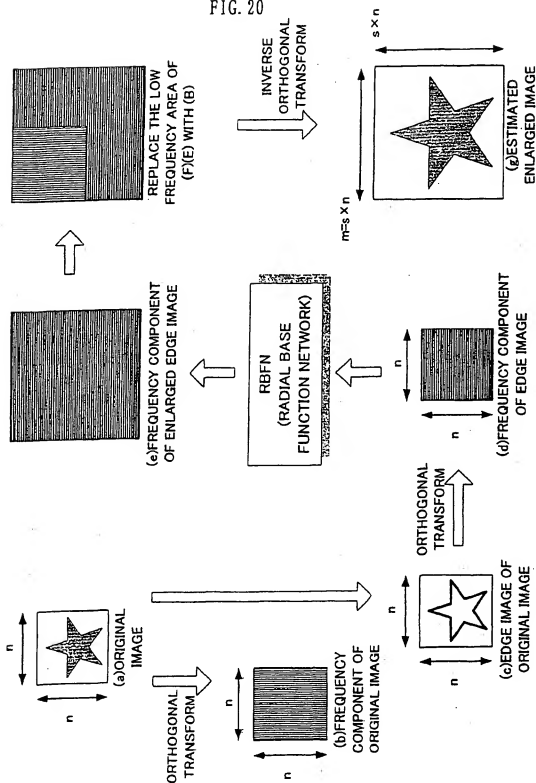 FIG. 20
n
n
(a)ORIGINAL
IMAGE
ORTHOGONAL
TRANSFORM
n
n
(b)FREQUENCY
COMPONENT OF
ORIGINAL IMAGE
n
n
(c)EDGE IMAGE OF
ORIGINAL IMAGE
ORTHOGONAL
TRANSFORM
n
n
(d)FREQUENCY COMPONENT
OF EDGE IMAGE
RBFN
(RADIAL BASE
FUNCTION NETWORK)
(e)FREQUENCY COMPONENT
OF ENLARGED EDGE IMAGE
REPLACE THE LOW
FREQUENCY AREA OF
(F)(E) WITH (B)
INVERSE
ORTHOGONAL
TRANSFORM
m=s×n
s×n
(g)ESTIMATED
ENLARGED IMAGE